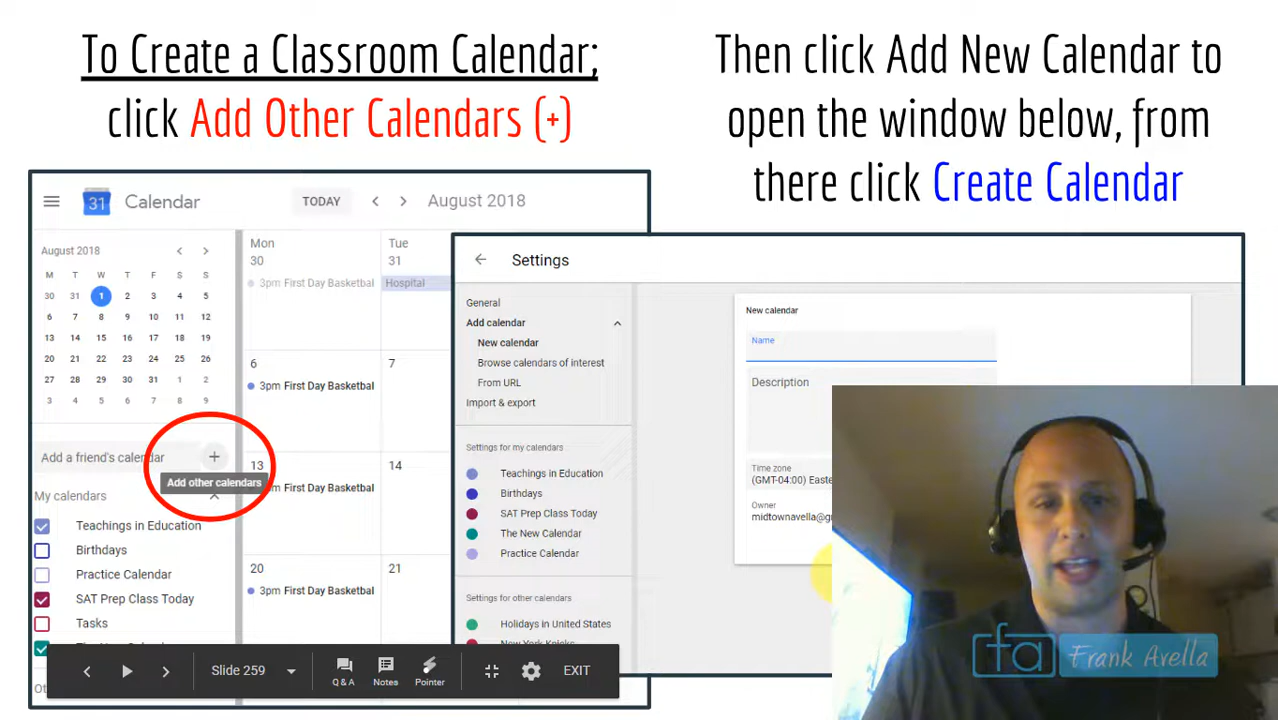 To Create a Classroom Calendar;
click Add Other Calendars (+)
Then click Add New Calendar to
open the window below, from
there click Create Calendar
31 Calendar TODAY August 2018
August 2018
M T W T F S S
30 31 1 2 3 4 5
6 7 8 9 10 11 12
13 14 15 16 17 18 19
20 21 22 23 24 25 26
27 28 29 30 31 1 2
3 4 5 6 7 8 9
Add a friend's calendar +
Add other calendars
My calendars
Teachings in Education
Birthdays
Practice Calendar
SAT Prep Class Today
Tasks
Mon Tue
30 31
3pm First Day Basketbal Hospital
6 7
3pm First Day Basketbal
13 14
3pm First Day Basketbal
20 21
3pm First Day Basketbal
Settings
General
Add calendar
New calendar
Browse calendars of interest
From URL
Import & export
Settings for my calendars
Teachings in Education
Birthdays
SAT Prep Class Today
The New Calendar
Practice Calendar
Settings for other calendars
Holidays in United States
New York Knicks
New calendar
Name
Description
Time zone
(GMT-04:00)
Owner
Slide 259
Q & A Notes Pointer EXIT
fa Frank Avella